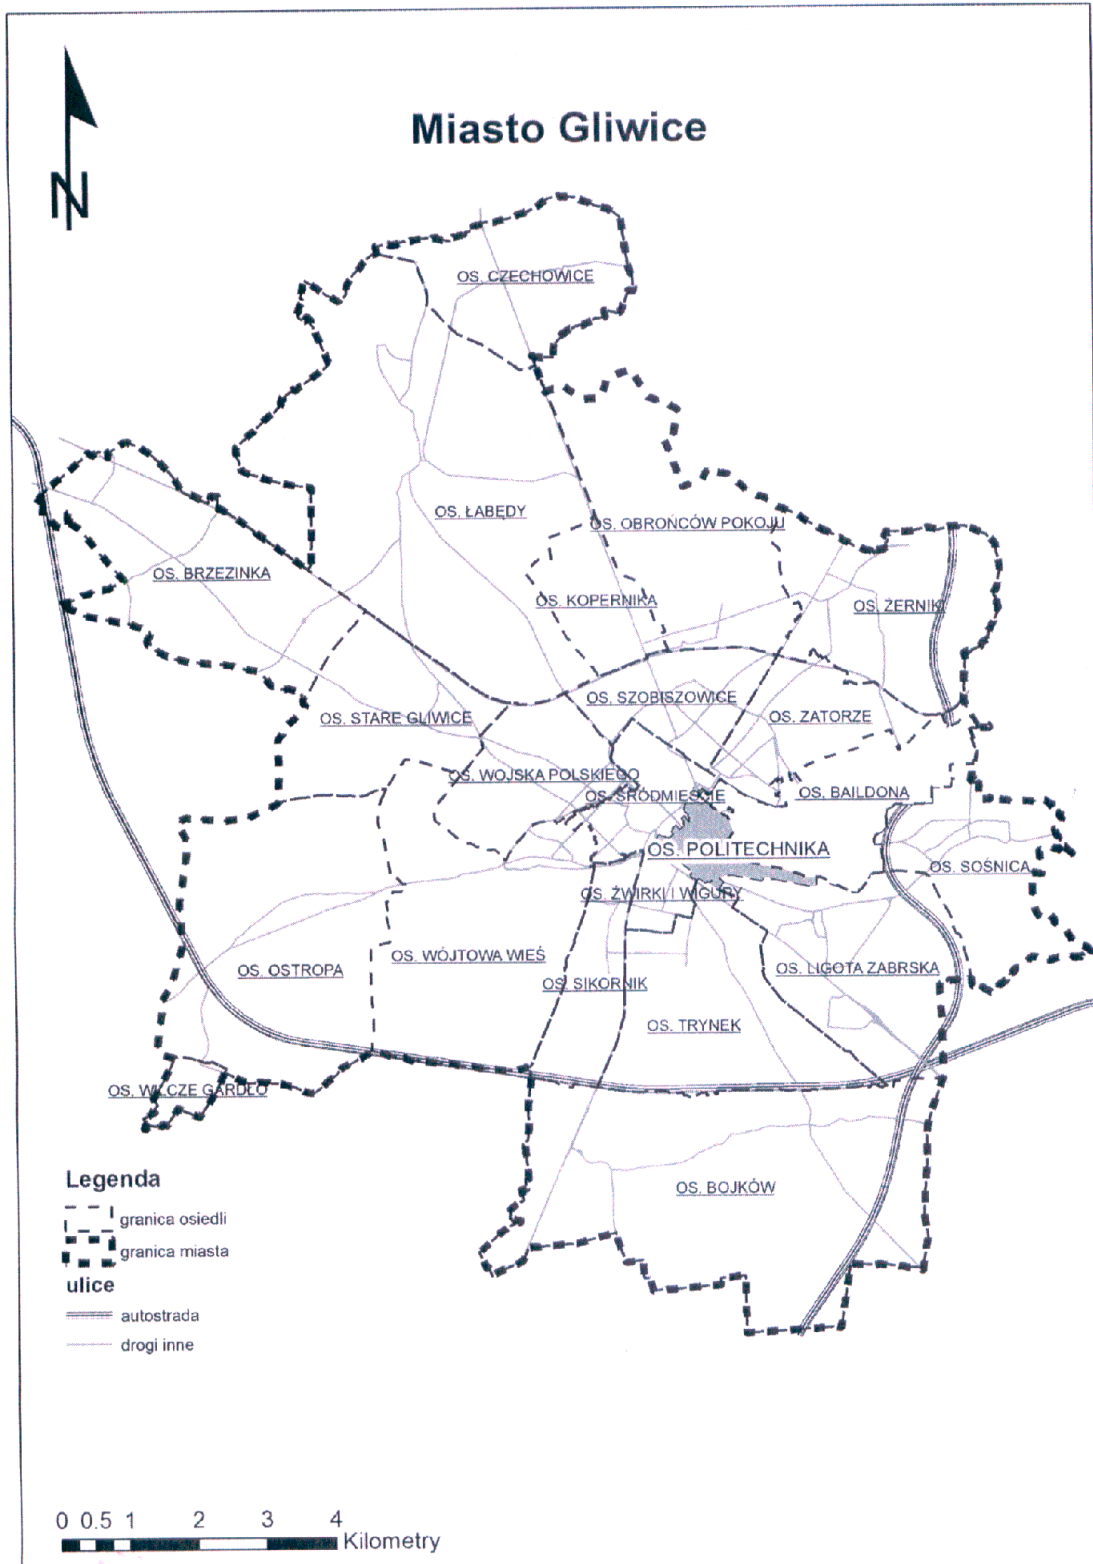 Miasto Gliwice
N
OS. CZECHOWICE
OS. ŁABĘDY
OS. OBROŃCÓW POKOJU
OS. BRZEZINKA
OS. KOPERNIKA
OS. ŻERNIKI
OS. SZOBISZOWICE
OS. STARE GLIWICE
OS. ZATORZE
OS. WOJSKA POLSKIEGO
OS. ŚRÓDMIEŚCIE
OS. BAILDONA
OS. POLITECHNIKA
OS. SOŚNICA
OS. ŻWIRKI I WIGURY
OS. WÓJTOWA WIEŚ
OS. OSTROPA
OS. LIGOTA ZABRSKA
OS. SIKORNIK
OS. TRYNEK
OS. WILCZE GARDŁO
OS. BOJKÓW
Legenda
granica osiedli
granica miasta
ulice
autostrada
drogi inne
0 0.5 1 2 3 4
Kilometry